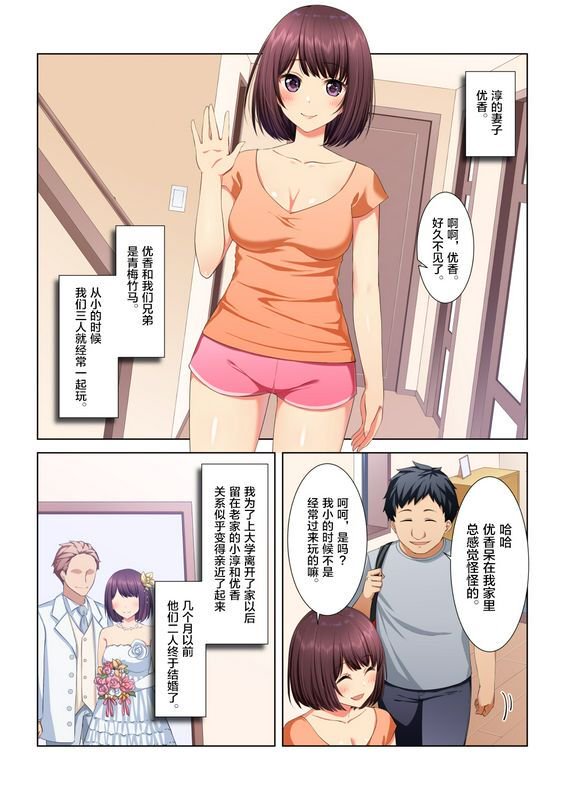 淳的妻子
优香。
啊啊，优香。
好久不见了。
优香和我们兄弟
是青梅竹马。
从小的时候
我们三人就经常一起玩。
哈哈
优香呆在我家里
总感觉怪怪的。
呵呵，是吗？
我小的时候不是
经常过来玩的嘛。
我为了上大学离开了家以后
留在老家的小淳和优香
关系似乎变得亲近了起来
几个月以前
他们二人终于结婚了。